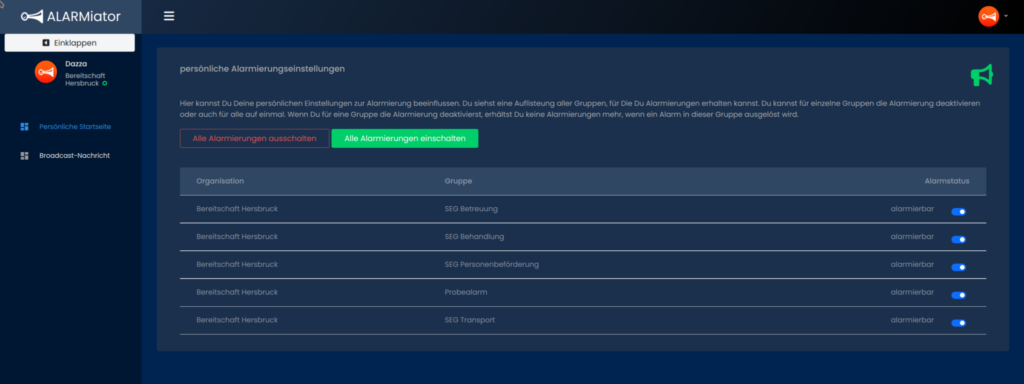 ALARMiator
Einklappen
Dazza
Bereitschaft
Hersbruck
Persönliche Startseite
Broadcast-Nachricht
persönliche Alarmierungseinstellungen
Hier kannst Du Deine persönlichen Einstellungen zur Alarmierung beeinflussen. Du siehst eine Auflisteung aller Gruppen, für Die Du Alarmierungen erhalten kannst. Du kannst für einzelne Gruppen die Alarmierung deaktivieren
oder auch für alle auf einmal. Wenn Du für eine Gruppe die Alarmierung deaktivierst, erhältst Du keine Alarmierungen mehr, wenn ein Alarm in dieser Gruppe ausgelöst wird.
Alle Alarmierungen ausschalten Alle Alarmierungen einschalten
Organisation Gruppe Alarmstatus
Bereitschaft Hersbruck SEG Betreuung alarmierbar
Bereitschaft Hersbruck SEG Behandlung alarmierbar
Bereitschaft Hersbruck SEG Personenbeförderung alarmierbar
Bereitschaft Hersbruck Probealarm alarmierbar
Bereitschaft Hersbruck SEG Transport alarmierbar